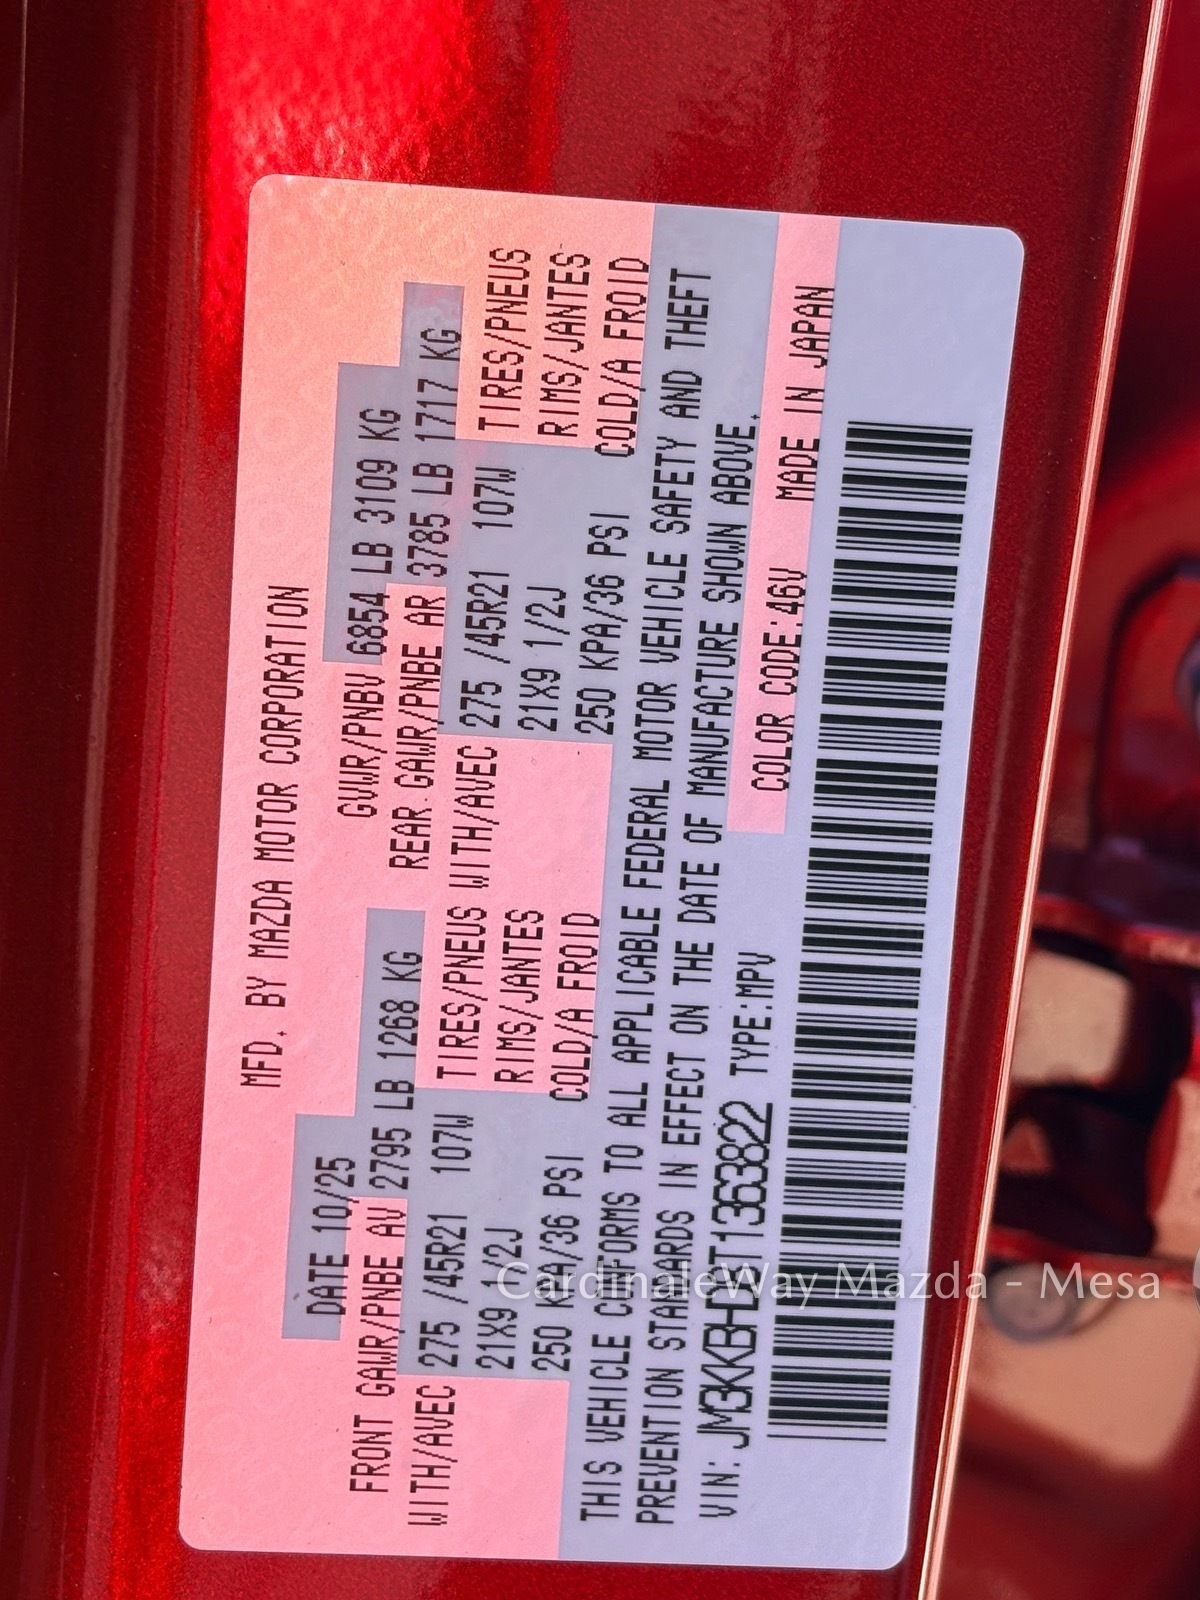 MFD. BY MAZDA MOTOR CORPORATION
DATE 10/25 GVWR/PNBV 6854 LB 3109 KG
FRONT GAWR/PNBE AV 2795 LB 1268 KG REAR GAWR/PNBE AR 3785 LB 1717 KG
WITH/AVEC 275 /45R21 107W TIRES/PNEUS WITH/AVEC 275 /45R21 107W TIRES/PNEUS
21X9 1/2J RIMS/JANTES 21X9 1/2J RIMS/JANTES
250 KPA/36 PSI COLD/A FROID 250 KPA/36 PSI COLD/A FROID
THIS VEHICLE CONFORMS TO ALL APPLICABLE FEDERAL MOTOR VEHICLE SAFETY AND THEFT
PREVENTION STANDARDS IN EFFECT ON THE DATE OF MANUFACTURE SHOWN ABOVE.
VIN: JM3KKBHD8T1363822 TYPE:MPV COLOR CODE:46V MADE IN JAPAN
CardinaleWay Mazda - Mesa